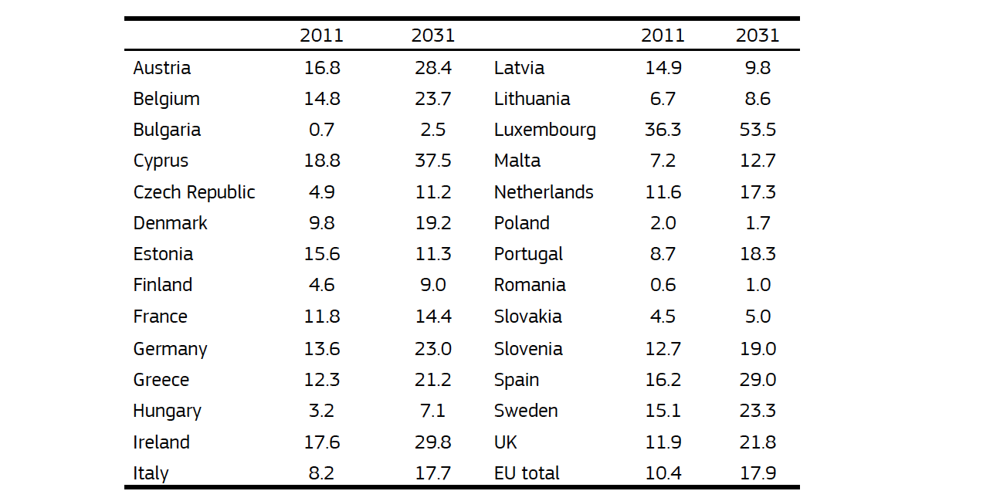 2011 2031 2011 2031
Austria 16.8 28.4 Latvia 14.9 9.8
Belgium 14.8 23.7 Lithuania 6.7 8.6
Bulgaria 0.7 2.5 Luxembourg 36.3 53.5
Cyprus 18.8 37.5 Malta 7.2 12.7
Czech Republic 4.9 11.2 Netherlands 11.6 17.3
Denmark 9.8 19.2 Poland 2.0 1.7
Estonia 15.6 11.3 Portugal 8.7 18.3
Finland 4.6 9.0 Romania 0.6 1.0
France 11.8 14.4 Slovakia 4.5 5.0
Germany 13.6 23.0 Slovenia 12.7 19.0
Greece 12.3 21.2 Spain 16.2 29.0
Hungary 3.2 7.1 Sweden 15.1 23.3
Ireland 17.6 29.8 UK 11.9 21.8
Italy 8.2 17.7 EU total 10.4 17.9